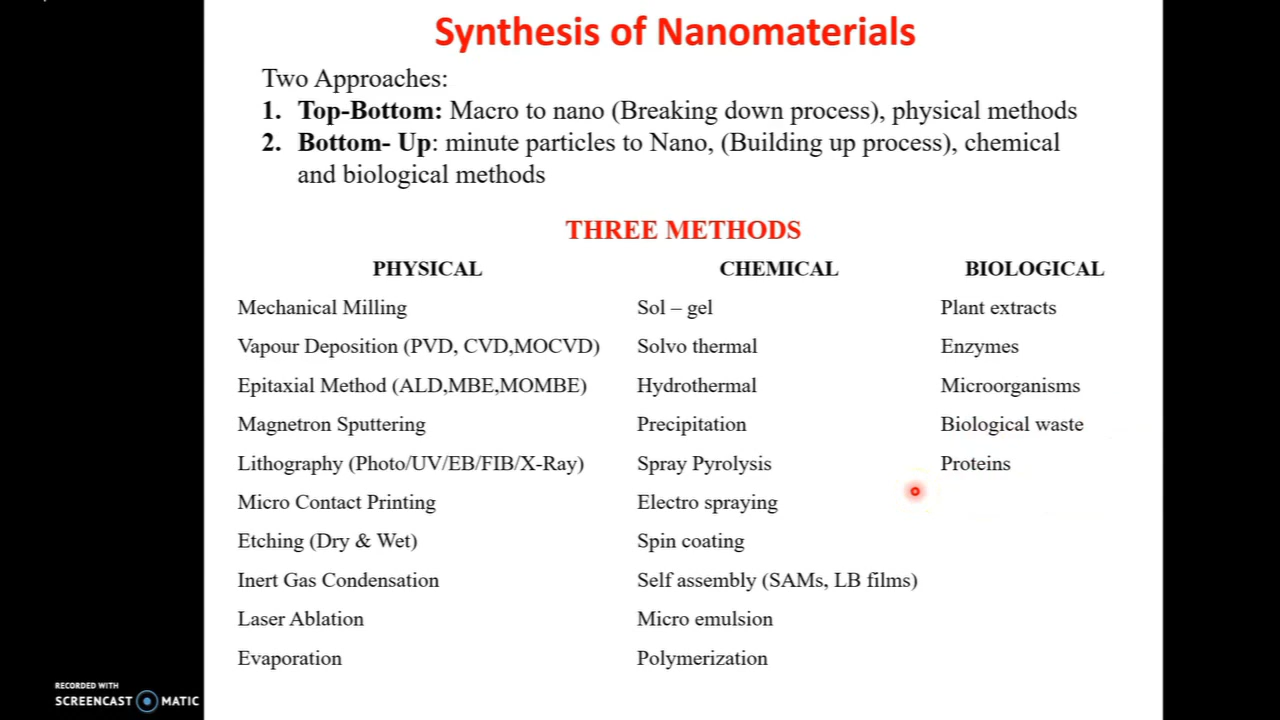 Synthesis of Nanomaterials
Two Approaches:
1. Top-Bottom: Macro to nano (Breaking down process), physical methods
2. Bottom- Up: minute particles to Nano, (Building up process), chemical
and biological methods
THREE METHODS
PHYSICAL CHEMICAL BIOLOGICAL
Mechanical Milling Sol – gel Plant extracts
Vapour Deposition (PVD, CVD,MOCVD) Solvo thermal Enzymes
Epitaxial Method (ALD,MBE,MOMBE) Hydrothermal Microorganisms
Magnetron Sputtering Precipitation Biological waste
Lithography (Photo/UV/EB/FIB/X-Ray) Spray Pyrolysis Proteins
Micro Contact Printing Electro spraying
Etching (Dry & Wet) Spin coating
Inert Gas Condensation Self assembly (SAMs, LB films)
Laser Ablation Micro emulsion
Evaporation Polymerization
RECORDED WITH
SCREENCAST MATIC